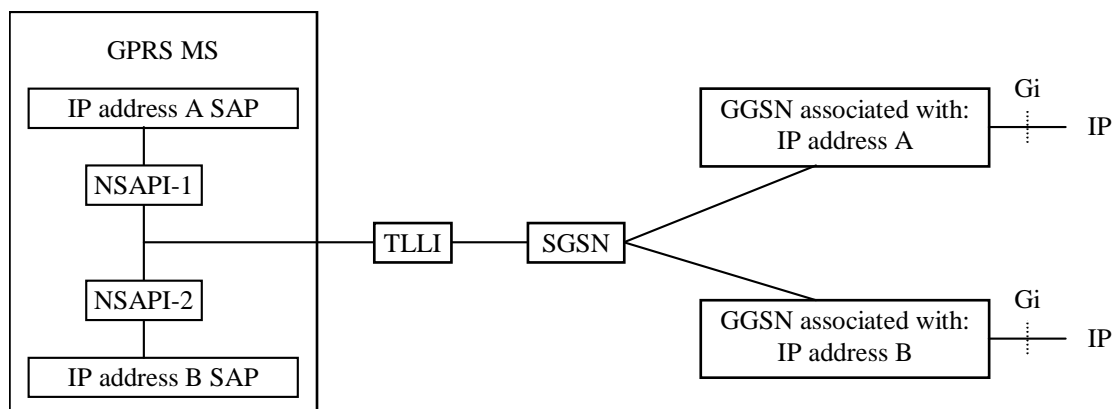 GPRS MS
IP address A SAP
NSAPI-1
NSAPI-2
IP address B SAP
TLLI
SGSN
GGSN associated with:
IP address A
Gi
IP
GGSN associated with:
IP address B
Gi
IP